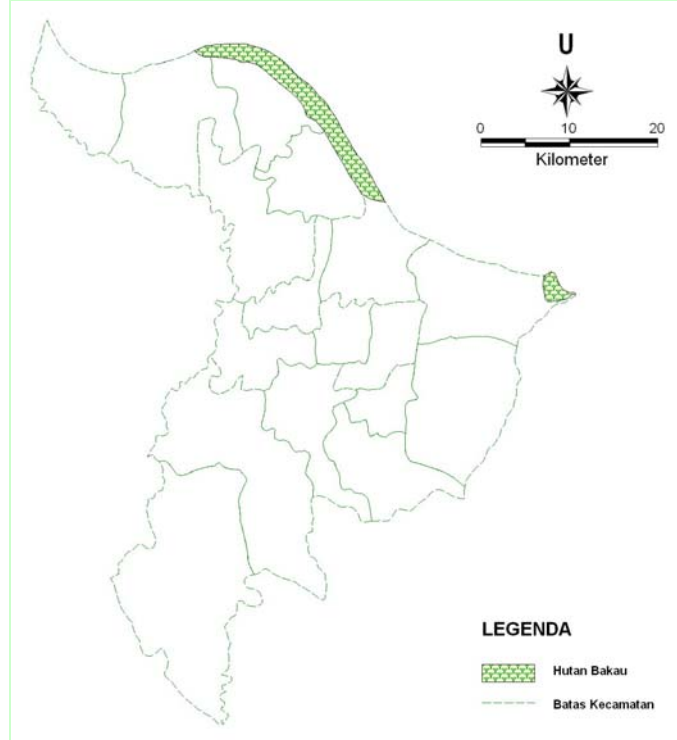 U
0 10 20
Kilometer
LEGENDA
Hutan Bakau
Batas Kecamatan